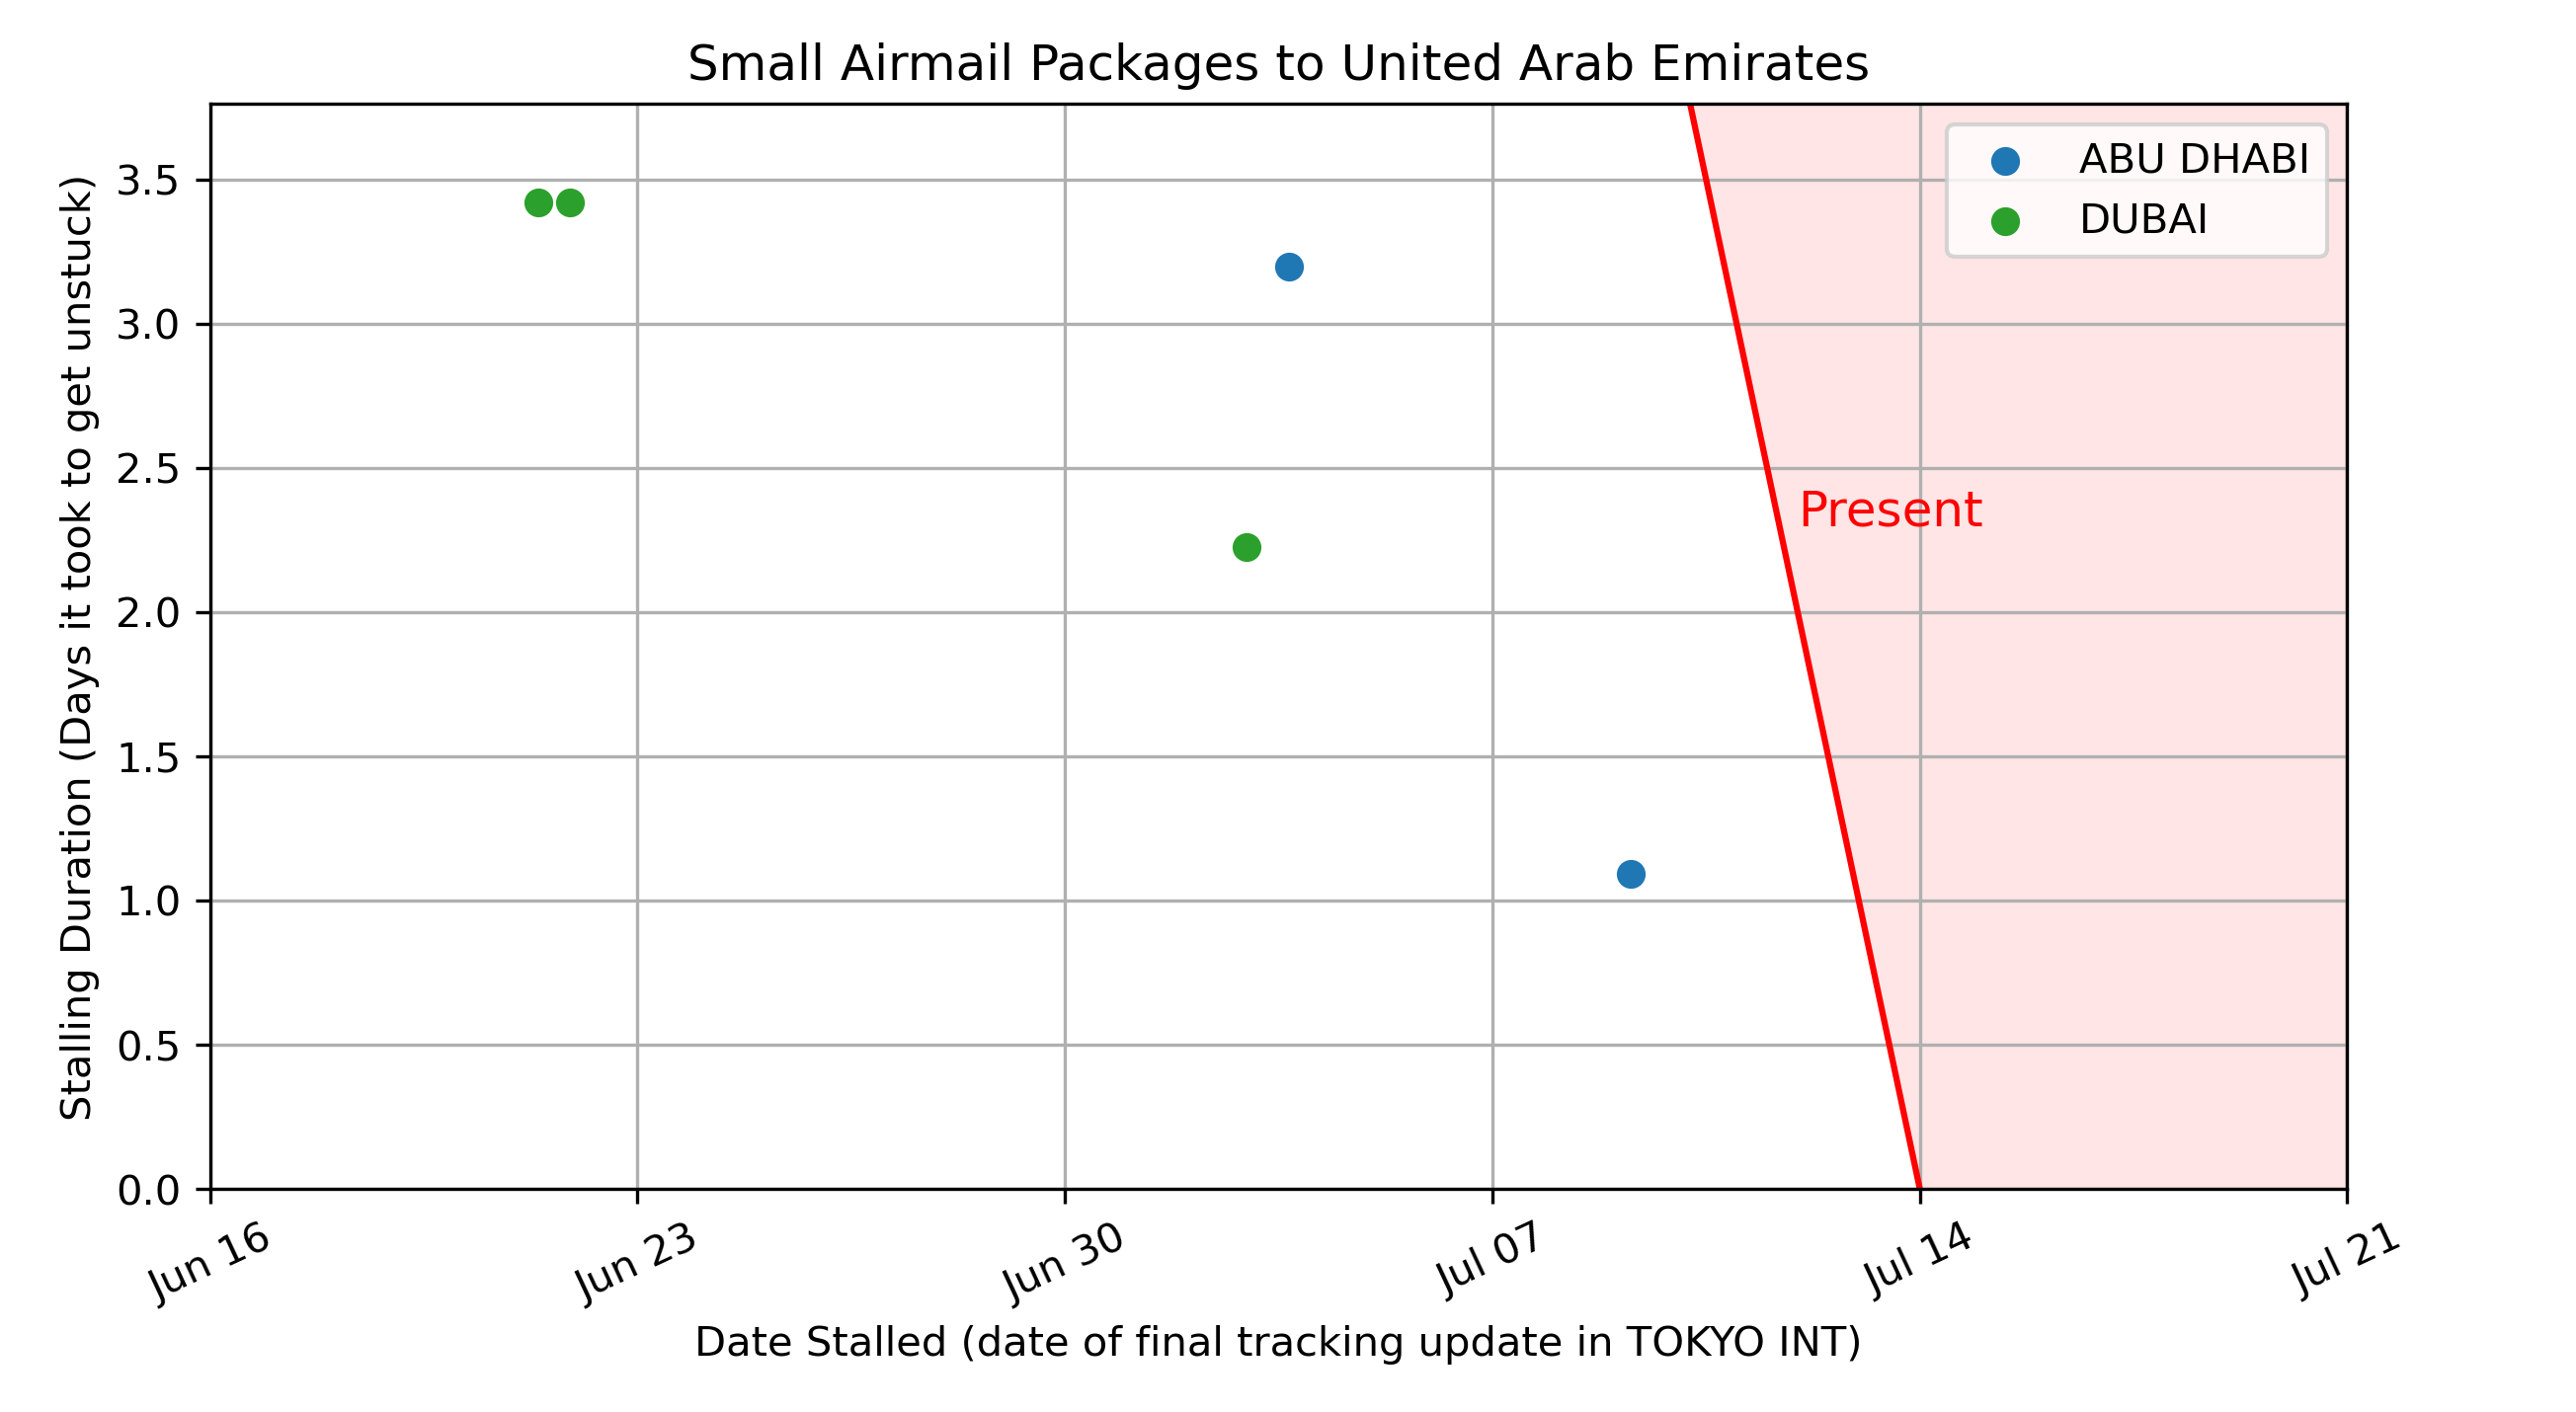 Small Airmail Packages to United Arab Emirates
Stalling Duration (Days it took to get unstuck)
3.5
3.0
2.5
2.0
1.5
1.0
0.5
0.0
ABU DHABI
DUBAI
Present
Jun 16
Jun 23
Jun 30
Jul 07
Jul 14
Jul 21
Date Stalled (date of final tracking update in TOKYO INT)